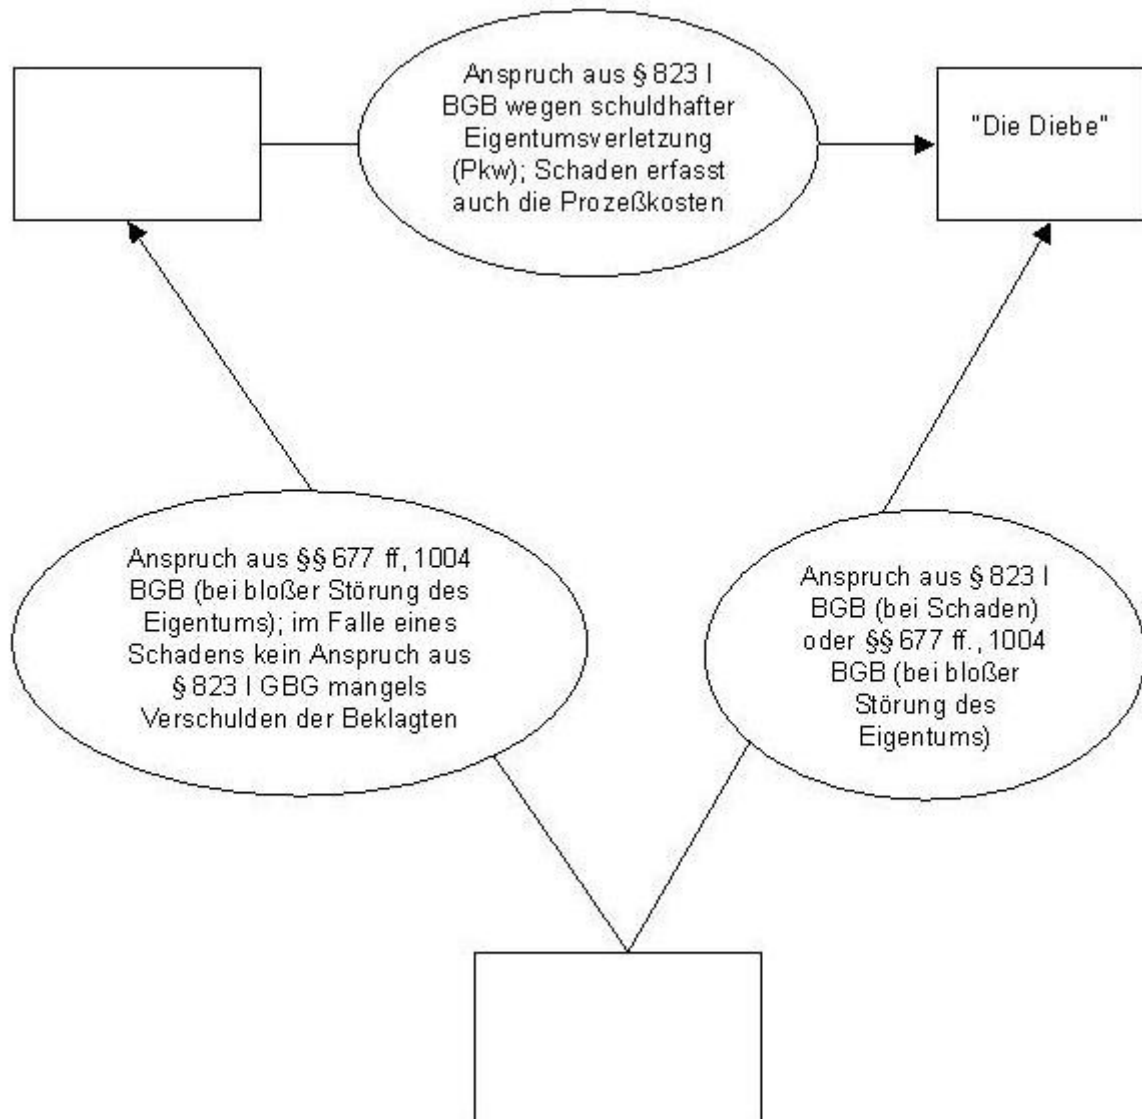 Anspruch aus § 823 I
BGB wegen schuldhafter
Eigentumsverletzung
(Pkw); Schaden erfasst
auch die Prozeßkosten
"Die Diebe"
Anspruch aus §§ 677 ff, 1004
BGB (bei bloßer Störung des
Eigentums); im Falle eines
Schadens kein Anspruch aus
§ 823 I GBG mangels
Verschulden der Beklagten
Anspruch aus § 823 I
BGB (bei Schaden)
oder §§ 677 ff., 1004
BGB (bei bloßer
Störung des
Eigentums)